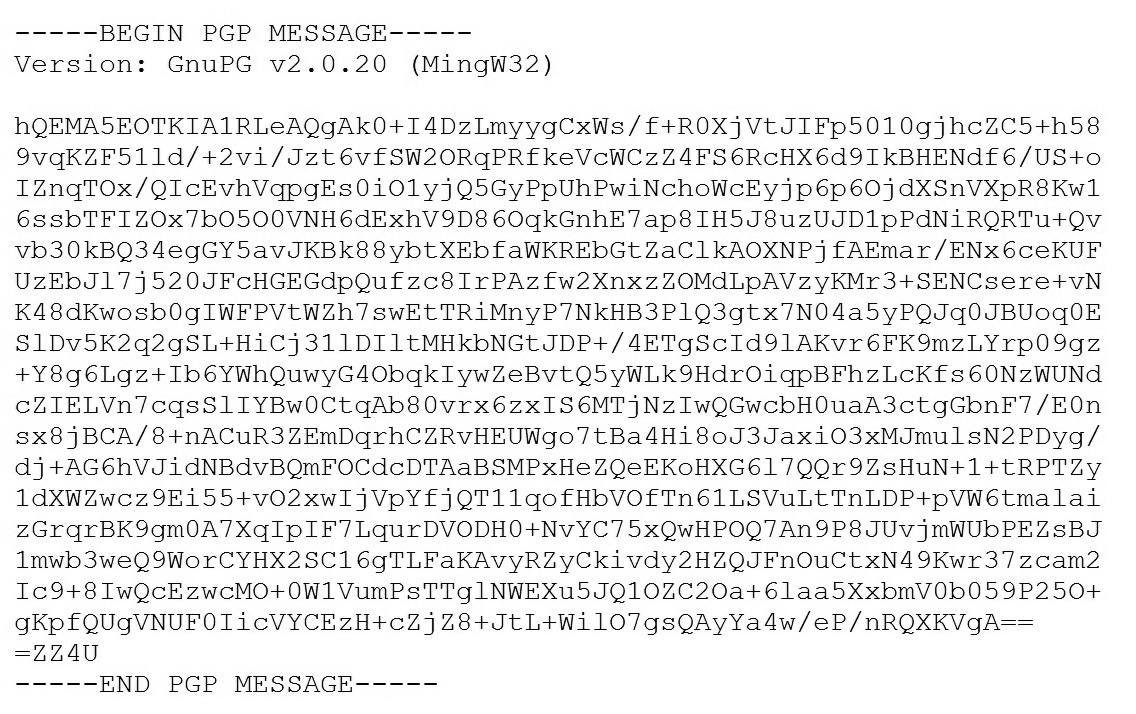 -----BEGIN PGP MESSAGE-----
Version: GnuPG v2.0.20 (MingW32)

hQEMA5EOTKIA1RLeAQgAk0+I4DzLmyygCxWs/f+R0XjVtJIFp5010gjhcZC5+h58
9vqKZF51ld/+2vi/Jzt6vfSW2ORqPRfkeVcWCzZ4FS6RcHX6d9IkBHENdf6/US+o
IZnqTOx/QIcEvhVqpgEs0iO1yjQ5GyPpUhPwiNchoWcEyjp6p6OjdXSnVXpR8Kw1
6ssbTFIZOx7bO5O0VNH6dExhV9D86OqkGnhE7ap8IH5J8uzUJD1pPdNiRQRTu+Qv
vb30kBQ34egGY5avJKBk88ybtXEbfaWKREbGtZaClkAOXNPjfAEmar/ENx6ceKUF
UzEbJl7j520JFcHGEGdpQufzc8IrPAzfw2XnxzZOMdLpAVzyKMr3+SENCsere+vN
K48dKwosb0gIWFPVtWZh7swEtTRiMnyP7NkHB3PlQ3gtx7N04a5yPQJq0JBUoq0E
SlDv5K2q2gSL+HiCj31lDIltMHkbNGtJDP+/4ETgScId9lAKvr6FK9mzLYrp09gz
+Y8g6Lgz+Ib6YWhQuwyG4ObqkIywZeBvtQ5yWLk9HdrOiqpBFhzLcKfs60NzWUNd
cZIELVn7cqsSlIYBw0CtqAb80vrx6zxIS6MTjNzIwQGwcbH0uaA3ctgGbnF7/E0n
sx8jBCA/8+nACuR3ZEmDqrhCZRvHEUWgo7tBa4Hi8oJ3JaxiO3xMJmulsN2PDyg/
dj+AG6hVJidNBdvBQmFOCdcDTAaBSMPxHeZQeEKoHXG6l7QQr9ZsHuN+1+tRPTZy
1dXWZwcz9Ei55+vO2xwIjVpYfjQT11qofHbVOfTn61LSVuLtTnLDP+pVW6tmalai
zGrqrBK9gm0A7XqIpIF7LqurDVODH0+NvYC75xQwHPOQ7An9P8JUvjmWUbPEZsBJ
1mwb3weQ9WorCYHX2SC16gTLFaKAvyRZyCkivdy2HZQJFnOuCtxN49Kwr37zcam2
Ic9+8IwQcEzwcMO+0W1VumPsTTglNWEXu5JQ1OZC2Oa+6laa5XxbmV0b059P25O+
gKpfQUgVNUF0IicVYCEzH+cZjZ8+JtL+WilO7gsQAyYa4w/eP/nRQXKVgA==
=ZZ4U
-----END PGP MESSAGE-----